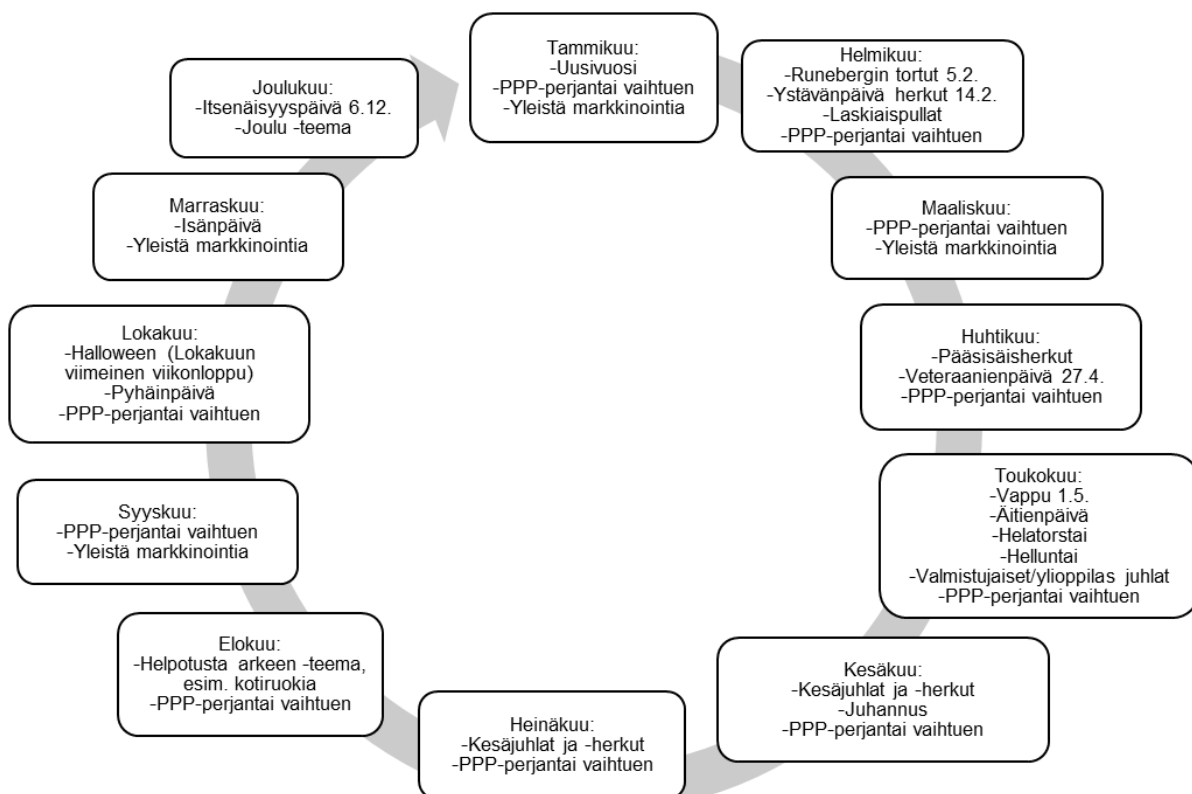 Tammikuu:
-Uusivuosi
-PPP-perjantai vaihtuen
-Yleistä markkinointia
Helmikuu:
-Runebergin tortut 5.2.
-Ystävänpäivä herkut 14.2.
-Laskiaispullat
-PPP-perjantai vaihtuen
Maaliskuu:
-PPP-perjantai vaihtuen
-Yleistä markkinointia
Huhtikuu:
-Pääsisäisherkut
-Veteraanienpäivä 27.4.
-PPP-perjantai vaihtuen
Toukokuu:
-Vappu 1.5.
-Äitienpäivä
-Helatorstai
-Helluntai
-Valmistujaiset/ylioppilas juhlat
-PPP-perjantai vaihtuen
Kesäkuu:
-Kesäjuhlat ja -herkut
-Juhannus
-PPP-perjantai vaihtuen
Heinäkuu:
-Kesäjuhlat ja -herkut
-PPP-perjantai vaihtuen
Elokuu:
-Helpotusta arkeen -teema,
esim. kotiruokia
-PPP-perjantai vaihtuen
Syyskuu:
-PPP-perjantai vaihtuen
-Yleistä markkinointia
Lokakuu:
-Halloween (Lokakuun
viimeinen viikonloppu)
-Pyhäinpäivä
-PPP-perjantai vaihtuen
Marraskuu:
-Isänpäivä
-Yleistä markkinointia
Joulukuu:
-Itsenäisyyspäivä 6.12.
-Joulu -teema